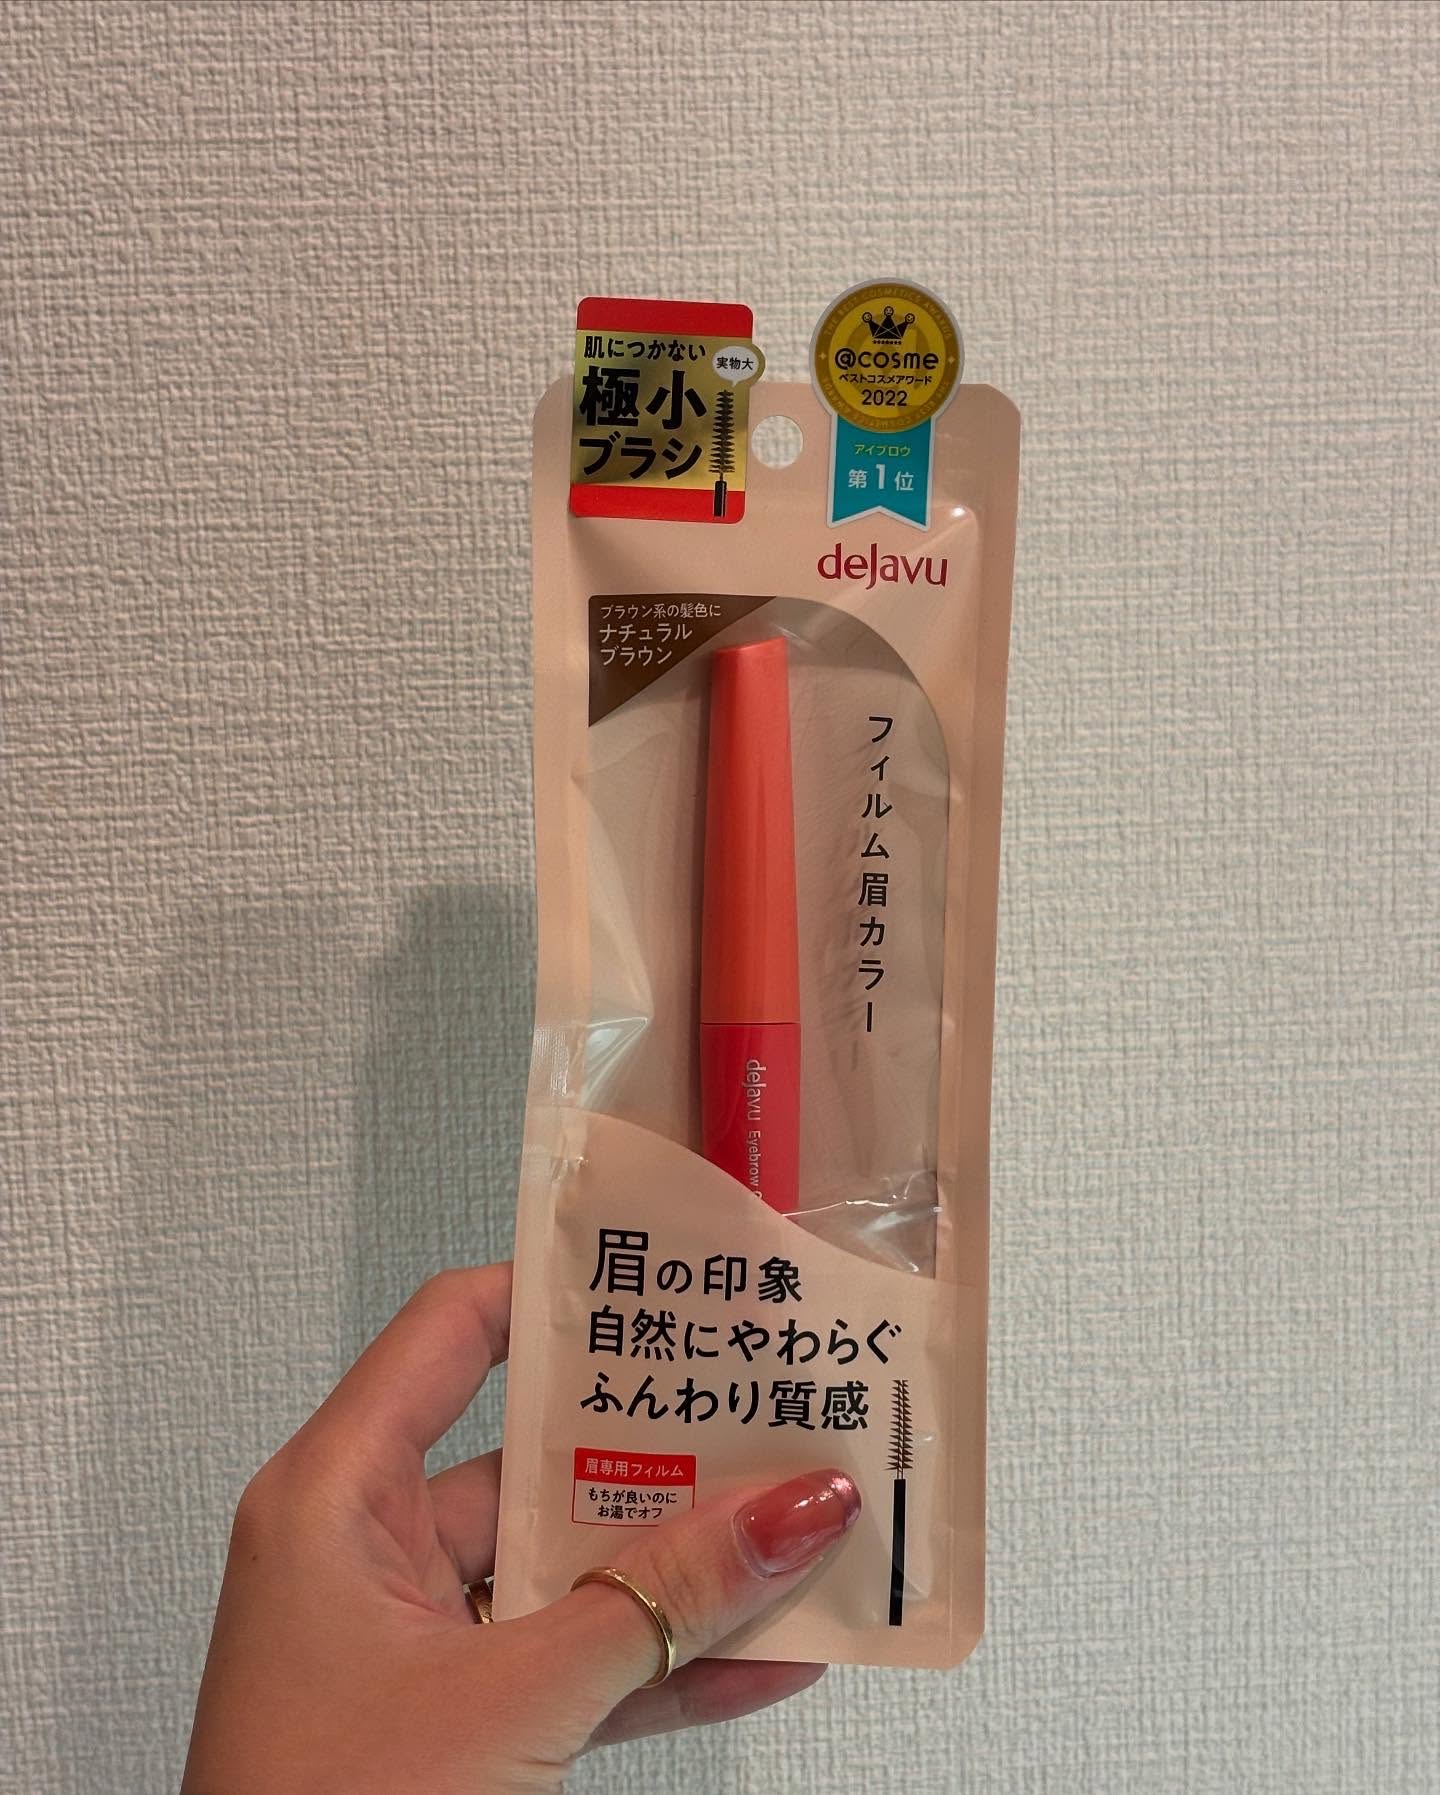 肌につかない
実物大
極小
ブラシ
@cosme
ベストコスメアワード
2022
アイブロウ
第1位
dejavu
ブラウン系の髪色に
ナチュラル
ブラウン
フィルム眉カラー
dejavu Eyebrow
眉の印象
自然にやわらぐ
ふんわり質感
眉専用フィルム
もちが良いのに
お湯でオフ